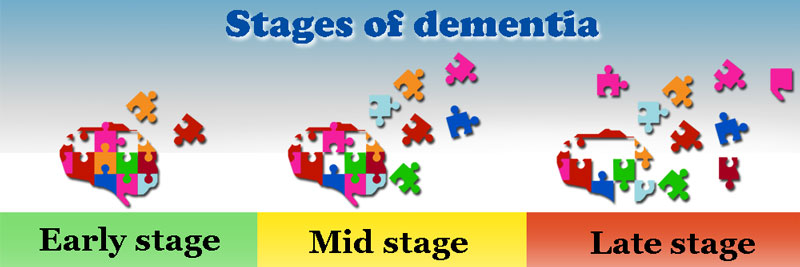 Stages of dementia
Early stage
Mid stage
Late stage